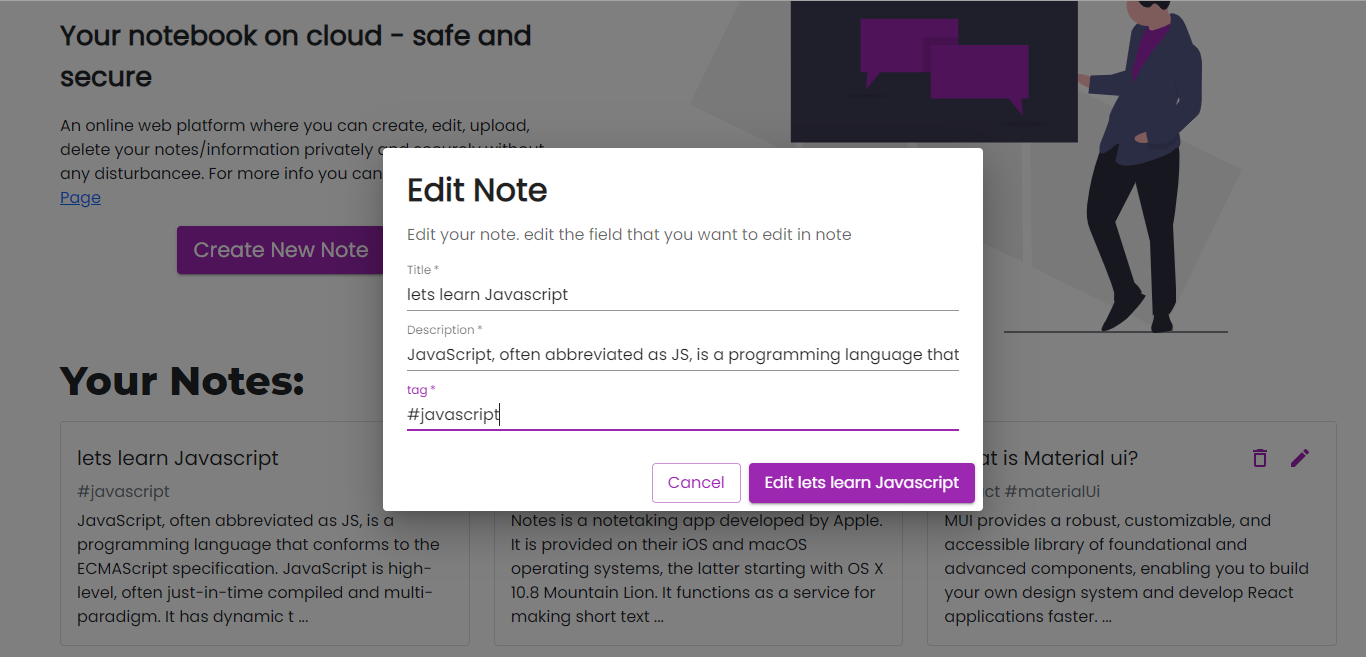 Your notebook on cloud - safe and
secure
An online web platform where you can create, edit, upload,
delete your notes/information privately and securely without
any disturbancee. For more info you can
Page
Create New Note
Edit Note
Edit your note. edit the field that you want to edit in note
Title *
lets learn Javascript
Description *
JavaScript, often abbreviated as JS, is a programming language that
tag *
#javascript
Cancel
Edit lets learn Javascript
Your Notes:
lets learn Javascript
#javascript
JavaScript, often abbreviated as JS, is a
programming language that conforms to the
ECMAScript specification. JavaScript is high-
level, often just-in-time compiled and multi-
paradigm. It has dynamic t ...
Notes is a notetaking app developed by Apple.
It is provided on their iOS and macOS
operating systems, the latter starting with OS X
10.8 Mountain Lion. It functions as a service for
making short text ...
is Material ui?
#materialUi
MUI provides a robust, customizable, and
accessible library of foundational and
advanced components, enabling you to build
your own design system and develop React
applications faster. ...